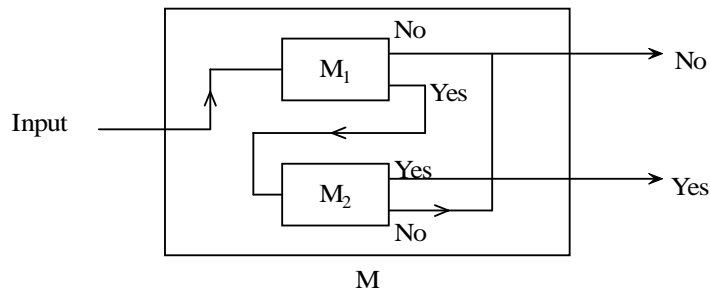 No
M1
No
Yes
Input
Yes
M2
Yes
No
M